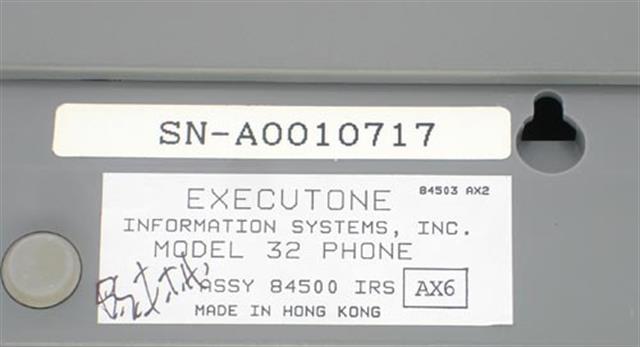 SN-A0010717
EXECUTONE 84503 AX2
INFORMATION SYSTEMS, INC.
MODEL 32 PHONE
ASSY 84500 IRS AX6
MADE IN HONG KONG